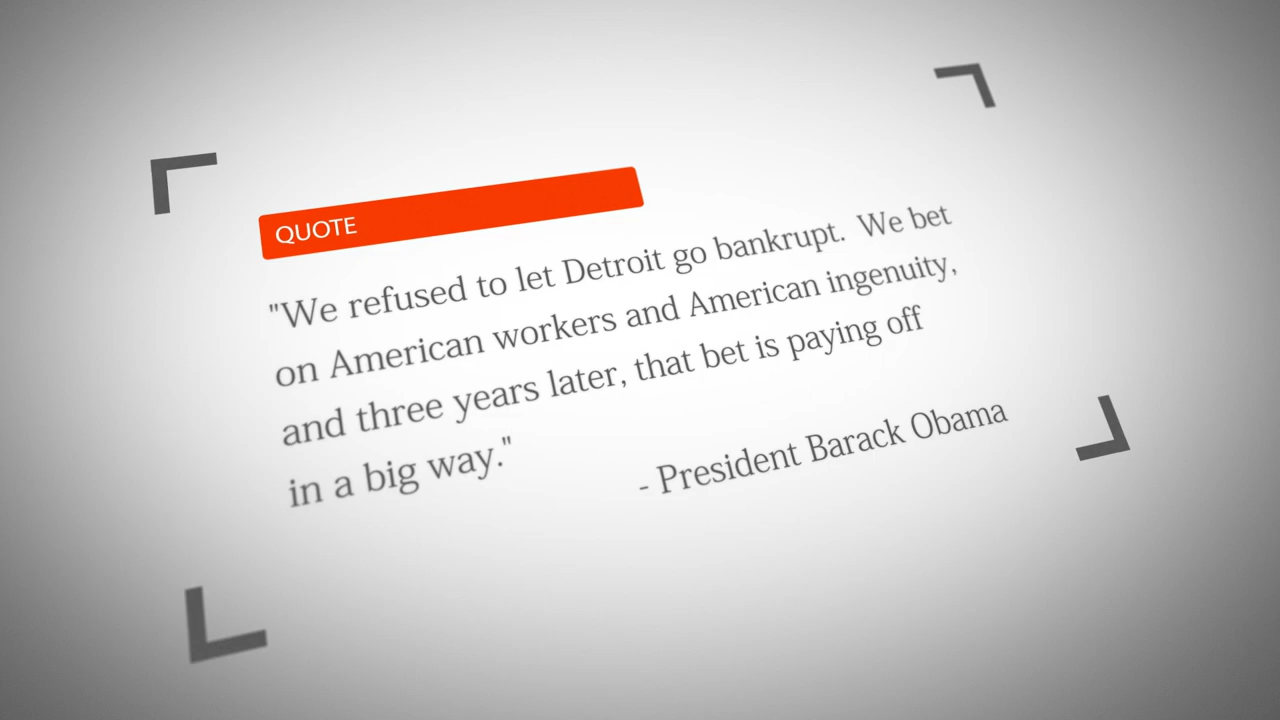 QUOTE
"We refused to let Detroit go bankrupt.  We bet
on American workers and American ingenuity,
and three years later, that bet is paying off
in a big way."
- President Barack Obama